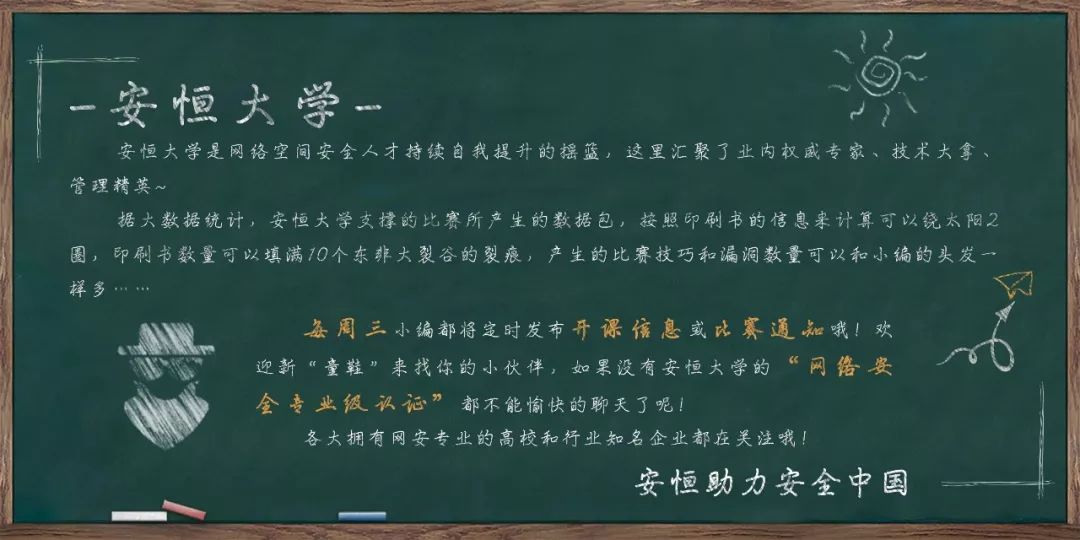 -安恒大学-
安恒大学是网络空间安全人才持续自我提升的摇篮，这里汇聚了业内权威专家、技术大拿、
管理精英~
据大数据统计，安恒大学支撑的比赛所产生的数据包，按照印刷书的信息来计算可以绕太阳2
圈，印刷书数量可以填满10个东非大裂谷的裂痕，产生的比赛技巧和漏洞数量可以和小编的头发一
样多……
每周三小编都将定时发布开课信息或比赛通知哦！欢
迎新“童鞋”来找你的小伙伴，如果没有安恒大学的“网络安
全专业级认证”都不能愉快的聊天了呢！
各大拥有网安专业的高校和行业知名企业都在关注哦！
安恒助力安全中国